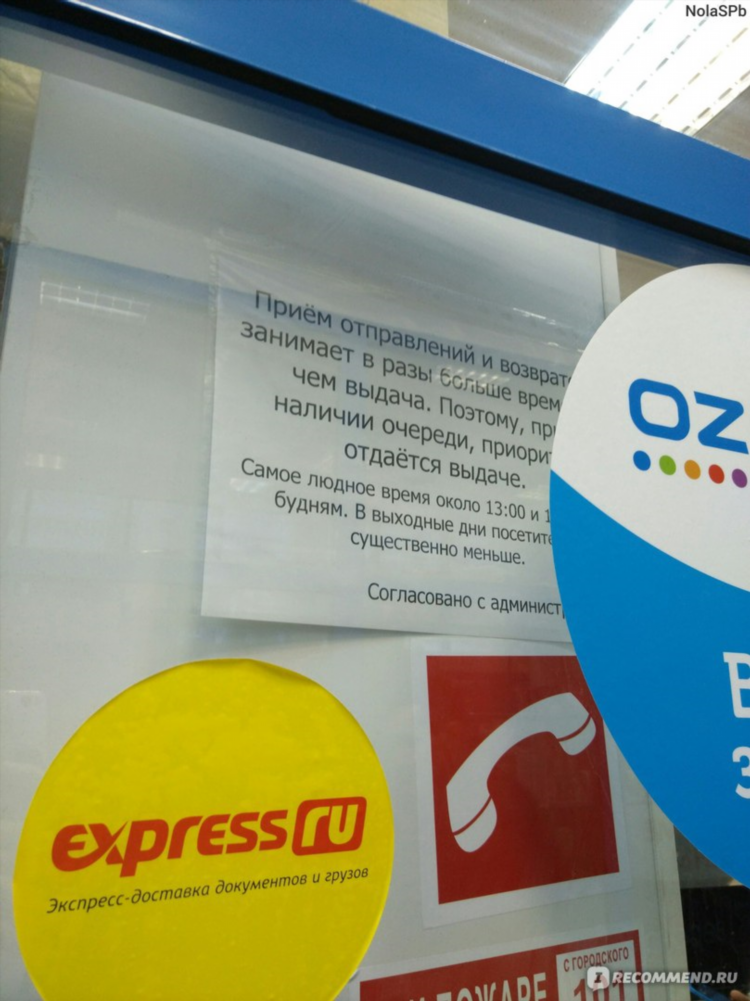 NolaSPb
Приём отправлений и возврат
занимает в разы больше врем
чем выдача. Поэтому, пр
наличии очереди, приорит
отдаётся выдаче.
Самое людное время около 13:00 и 1
будням. В выходные дни посетите
существенно меньше.
Согласовано с админист
OZ
В
З
express ru
Экспресс-доставка документов и грузов
ПОЖАРЕ
С ГОРОДСКОГО
RECOMMEND.RU